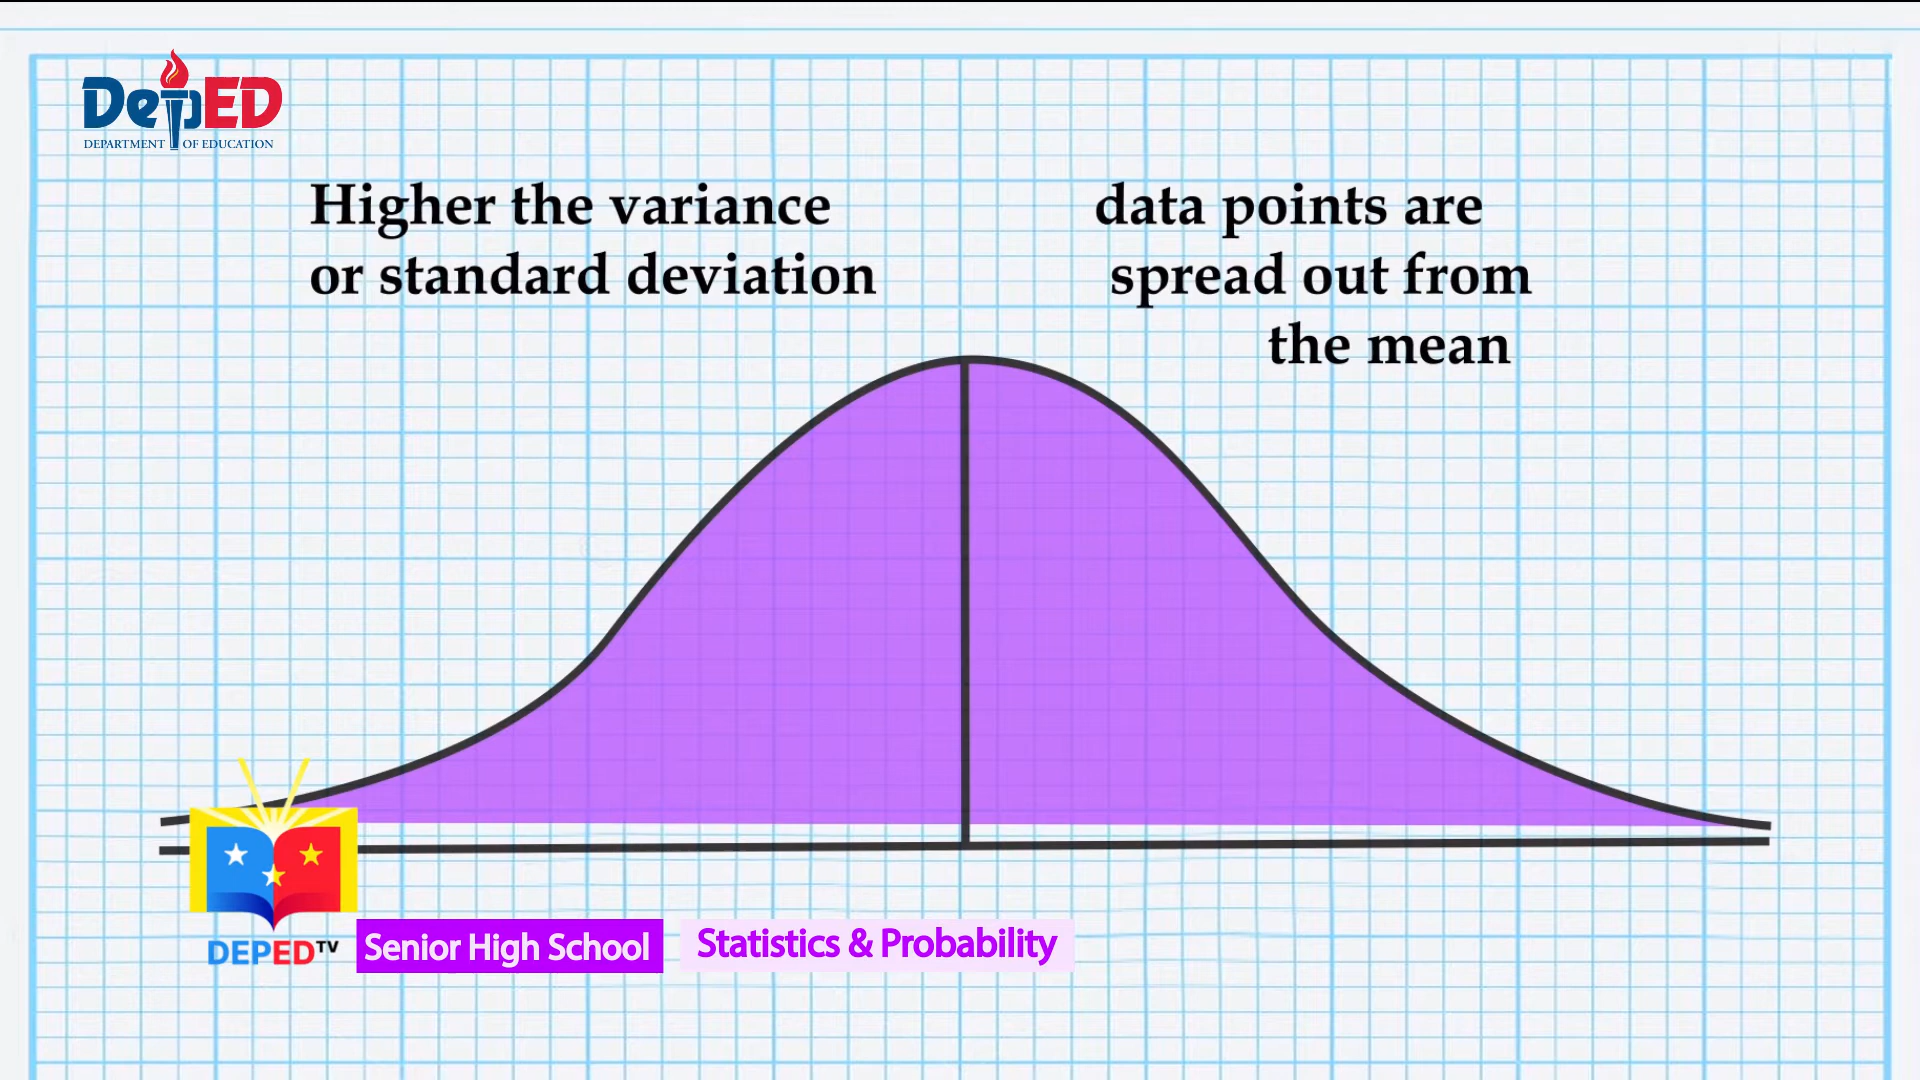 DepED
DEPARTMENT OF EDUCATION
Higher the variance
or standard deviation
data points are
spread out from
the mean
DEPED TV
Senior High School
Statistics & Probability